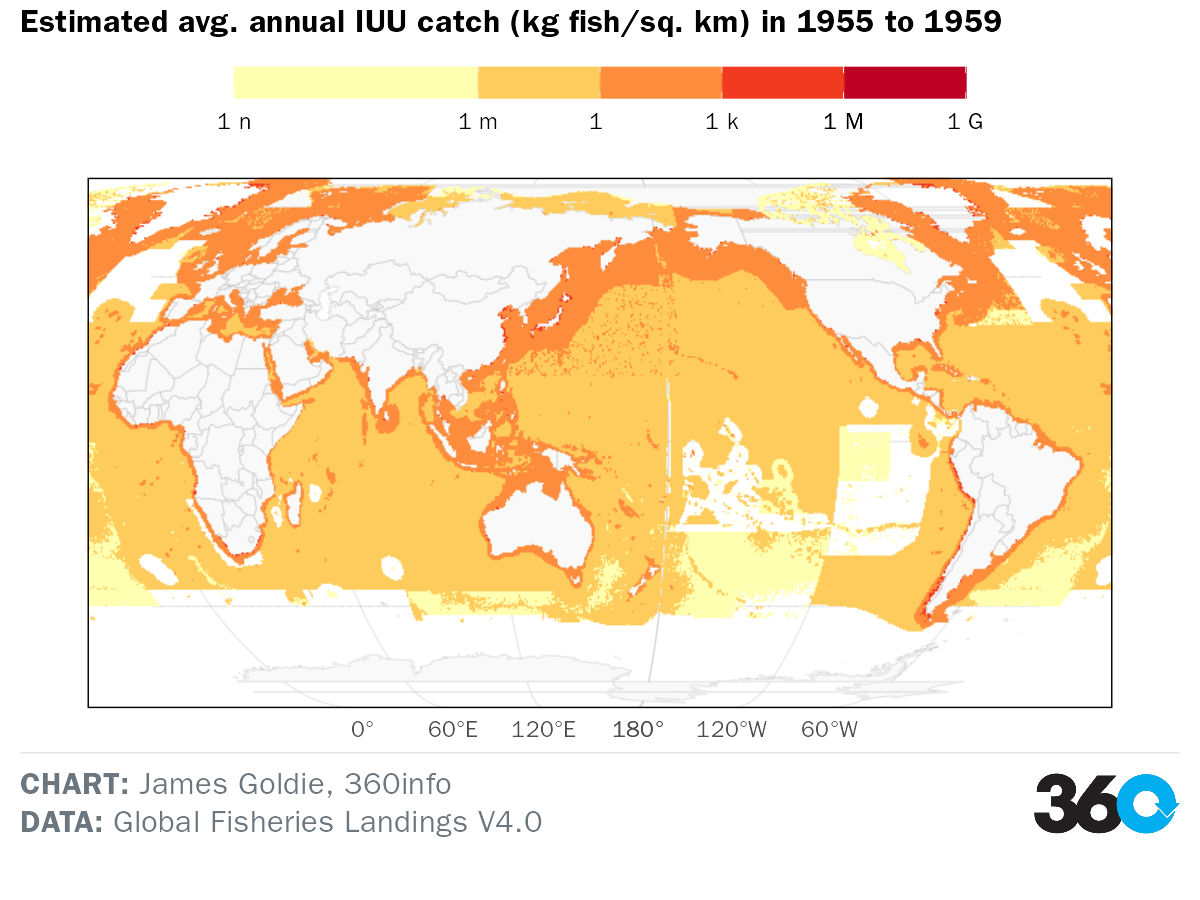 Estimated avg. annual IUU catch (kg fish/sq. km) in 1955 to 1959
1 n 1 m 1 1 k 1 M 1 G
0° 60°E 120°E 180° 120°W 60°W
CHART: James Goldie, 360info
DATA: Global Fisheries Landings V4.0
360